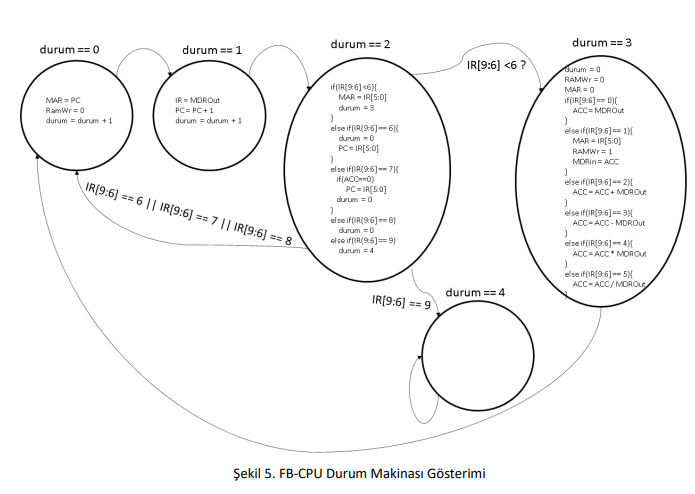 durum == 0
MAR = PC
RamWr = 0
durum = durum + 1
durum == 1
IR = MDROut
PC = PC + 1
durum = durum + 1
durum == 2
if(IR[9:6] <6){
MAR = IR[5:0]
durum = 3
}
else if(IR[9:6]== 6){
durum = 0
PC= IR[5:0]
}
else if(IR[9:6]== 7){
if(ACC==0)
PC= IR[5:0]
durum = 0
}
else if(IR[9:6]== 8)
durum = 0
else if(IR[9:6]== 9)
durum = 4
IR[9:6] <6 ?
durum == 3
durum = 0
RAMWr = 0
MAR = 0
if(IR[9:6]== 0){
ACC= MDROut
}
else if(IR[9:6]== 1){
MAR = IR[5:0]
RAMWr = 1
MDRin = ACC
}
else if(IR[9:6]== 2){
ACC= ACC+ MDROut
}
else if(IR[9:6]== 3){
ACC= ACC - MDROut
}
else if(IR[9:6]== 4){
ACC= ACC * MDROut
}
else if(IR[9:6]== 5){
ACC= ACC / MDROut
}
IR[9:6] == 6 || IR[9:6] == 7 || IR[9:6] == 8
IR[9:6] == 9
durum == 4
Şekil 5. FB-CPU Durum Makinası Gösterimi